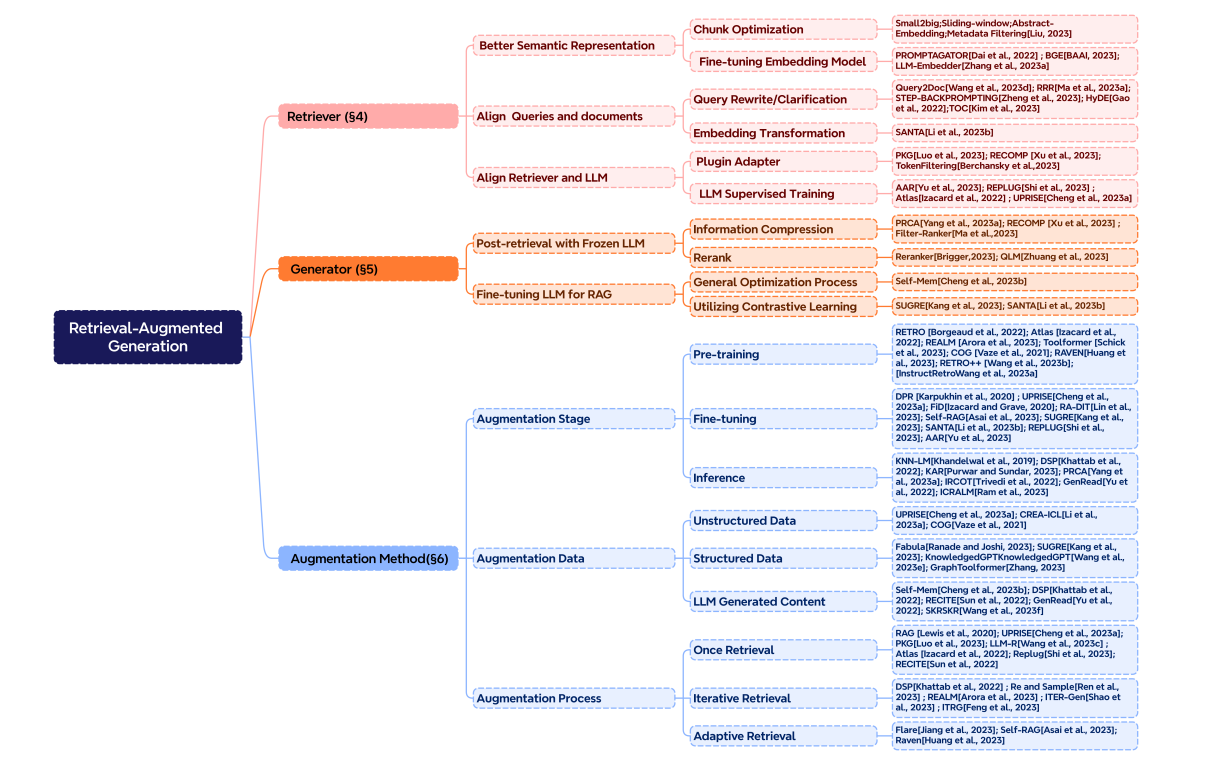 Retrieval-Augmented
Generation
Retriever (§4)
Better Semantic Representation
Chunk Optimization
Small2big;Sliding-window;Abstract-
Embedding;Metadata Filtering[Liu, 2023]
Fine-tuning Embedding Model
PROMPTAGATOR[Dai et al., 2022] ; BGE[BAAI, 2023];
LLM-Embedder[Zhang et al., 2023a]
Align Queries and documents
Query Rewrite/Clarification
Query2Doc[Wang et al., 2023d]; RRR[Ma et al., 2023a];
STEP-BACKPROMPTING[Zheng et al., 2023]; HyDE[Gao
et al., 2022];TOC[Kim et al., 2023]
Embedding Transformation
SANTA[Li et al., 2023b]
Align Retriever and LLM
Plugin Adapter
PKG[Luo et al., 2023]; RECOMP [Xu et al., 2023];
TokenFiltering[Berchansky et al.,2023]
LLM Supervised Training
AAR[Yu et al., 2023]; REPLUG[Shi et al., 2023] ;
Atlas[Izacard et al., 2022] ; UPRISE[Cheng et al., 2023a]
Generator (§5)
Post-retrieval with Frozen LLM
Information Compression
PRCA[Yang et al., 2023a]; RECOMP [Xu et al., 2023] ;
Filter-Ranker[Ma et al.,2023]
Rerank
Reranker[Brigger,2023]; QLM[Zhuang et al., 2023]
Fine-tuning LLM for RAG
General Optimization Process
Self-Mem[Cheng et al., 2023b]
Utilizing Contrastive Learning
SUGRE[Kang et al., 2023]; SANTA[Li et al., 2023b]
Augmentation Method(§6)
Augmentation Stage
Pre-training
RETRO [Borgeaud et al., 2022]; Atlas [Izacard et al.,
2022]; REALM [Arora et al., 2023]; Toolformer [Schick
et al., 2023]; COG [Vaze et al., 2021]; RAVEN[Huang et
al., 2023]; RETRO++ [Wang et al., 2023b];
[InstructRetroWang et al., 2023a]
Fine-tuning
DPR [Karpukhin et al., 2020] ; UPRISE[Cheng et al.,
2023a]; FiD[Izacard and Grave, 2020]; RA-DIT[Lin et al.,
2023]; Self-RAG[Asai et al., 2023]; SUGRE[Kang et al.,
2023]; SANTA[Li et al., 2023b]; REPLUG[Shi et al.,
2023]; AAR[Yu et al., 2023]
Inference
KNN-LM[Khandelwal et al., 2019]; DSP[Khattab et al.,
2022]; KAR[Purwar and Sundar, 2023]; PRCA[Yang et
al., 2023a]; IRCOT[Trivedi et al., 2022]; GenRead[Yu et
al., 2022]; ICRALM[Ram et al., 2023]
Augmentation Data
Unstructured Data
UPRISE[Cheng et al., 2023a]; CREA-ICL[Li et al.,
2023a]; COG[Vaze et al., 2021]
Structured Data
Fabula[Ranade and Joshi, 2023]; SUGRE[Kang et al.,
2023]; KnowledgGPTKnowledgGPT[Wang et al.,
2023e]; GraphToolformer[Zhang, 2023]
LLM Generated Content
Self-Mem[Cheng et al., 2023b]; DSP[Khattab et al.,
2022]; RECITE[Sun et al., 2022]; GenRead[Yu et al.,
2022]; SKRSKR[Wang et al., 2023f]
Augmentation Process
Once Retrieval
RAG [Lewis et al., 2020]; UPRISE[Cheng et al., 2023a];
PKG[Luo et al., 2023]; LLM-R[Wang et al., 2023c] ;
Atlas [Izacard et al., 2022]; Replug[Shi et al., 2023];
RECITE[Sun et al., 2022]
Iterative Retrieval
DSP[Khattab et al., 2022] ; Re and Sample[Ren et al.,
2023] ; REALM[Arora et al., 2023] ; ITER-Gen[Shao et
al., 2023] ; ITRG[Feng et al., 2023]
Adaptive Retrieval
Flare[Jiang et al., 2023]; Self-RAG[Asai et al., 2023];
Raven[Huang et al., 2023]